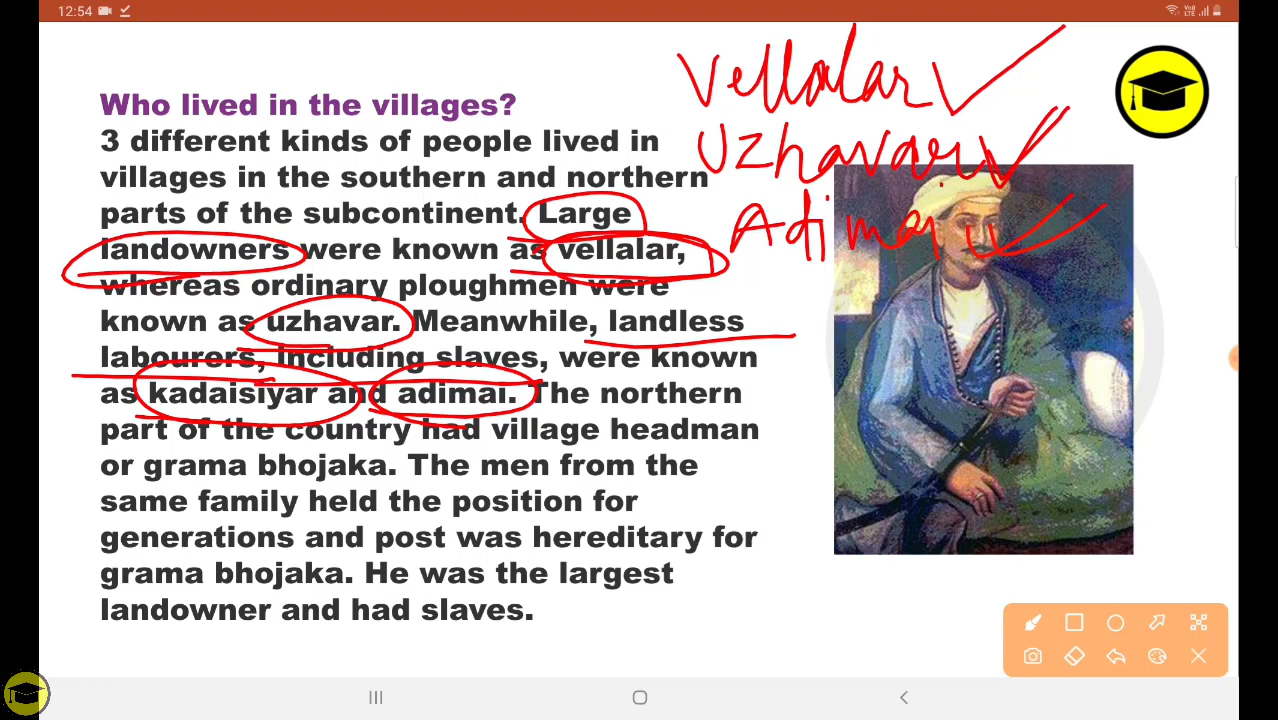 12:54
Vellalar
Uzhavar
Adimai
Who lived in the villages?
3 different kinds of people lived in
villages in the southern and northern
parts of the subcontinent. Large
landowners were known as vellalar,
whereas ordinary ploughmen were
known as uzhavar. Meanwhile, landless
labourers, including slaves, were known
as kadaisiyar and adimai. The northern
part of the country had village headman
or grama bhojaka. The men from the
same family held the position for
generations and post was hereditary for
grama bhojaka. He was the largest
landowner and had slaves.